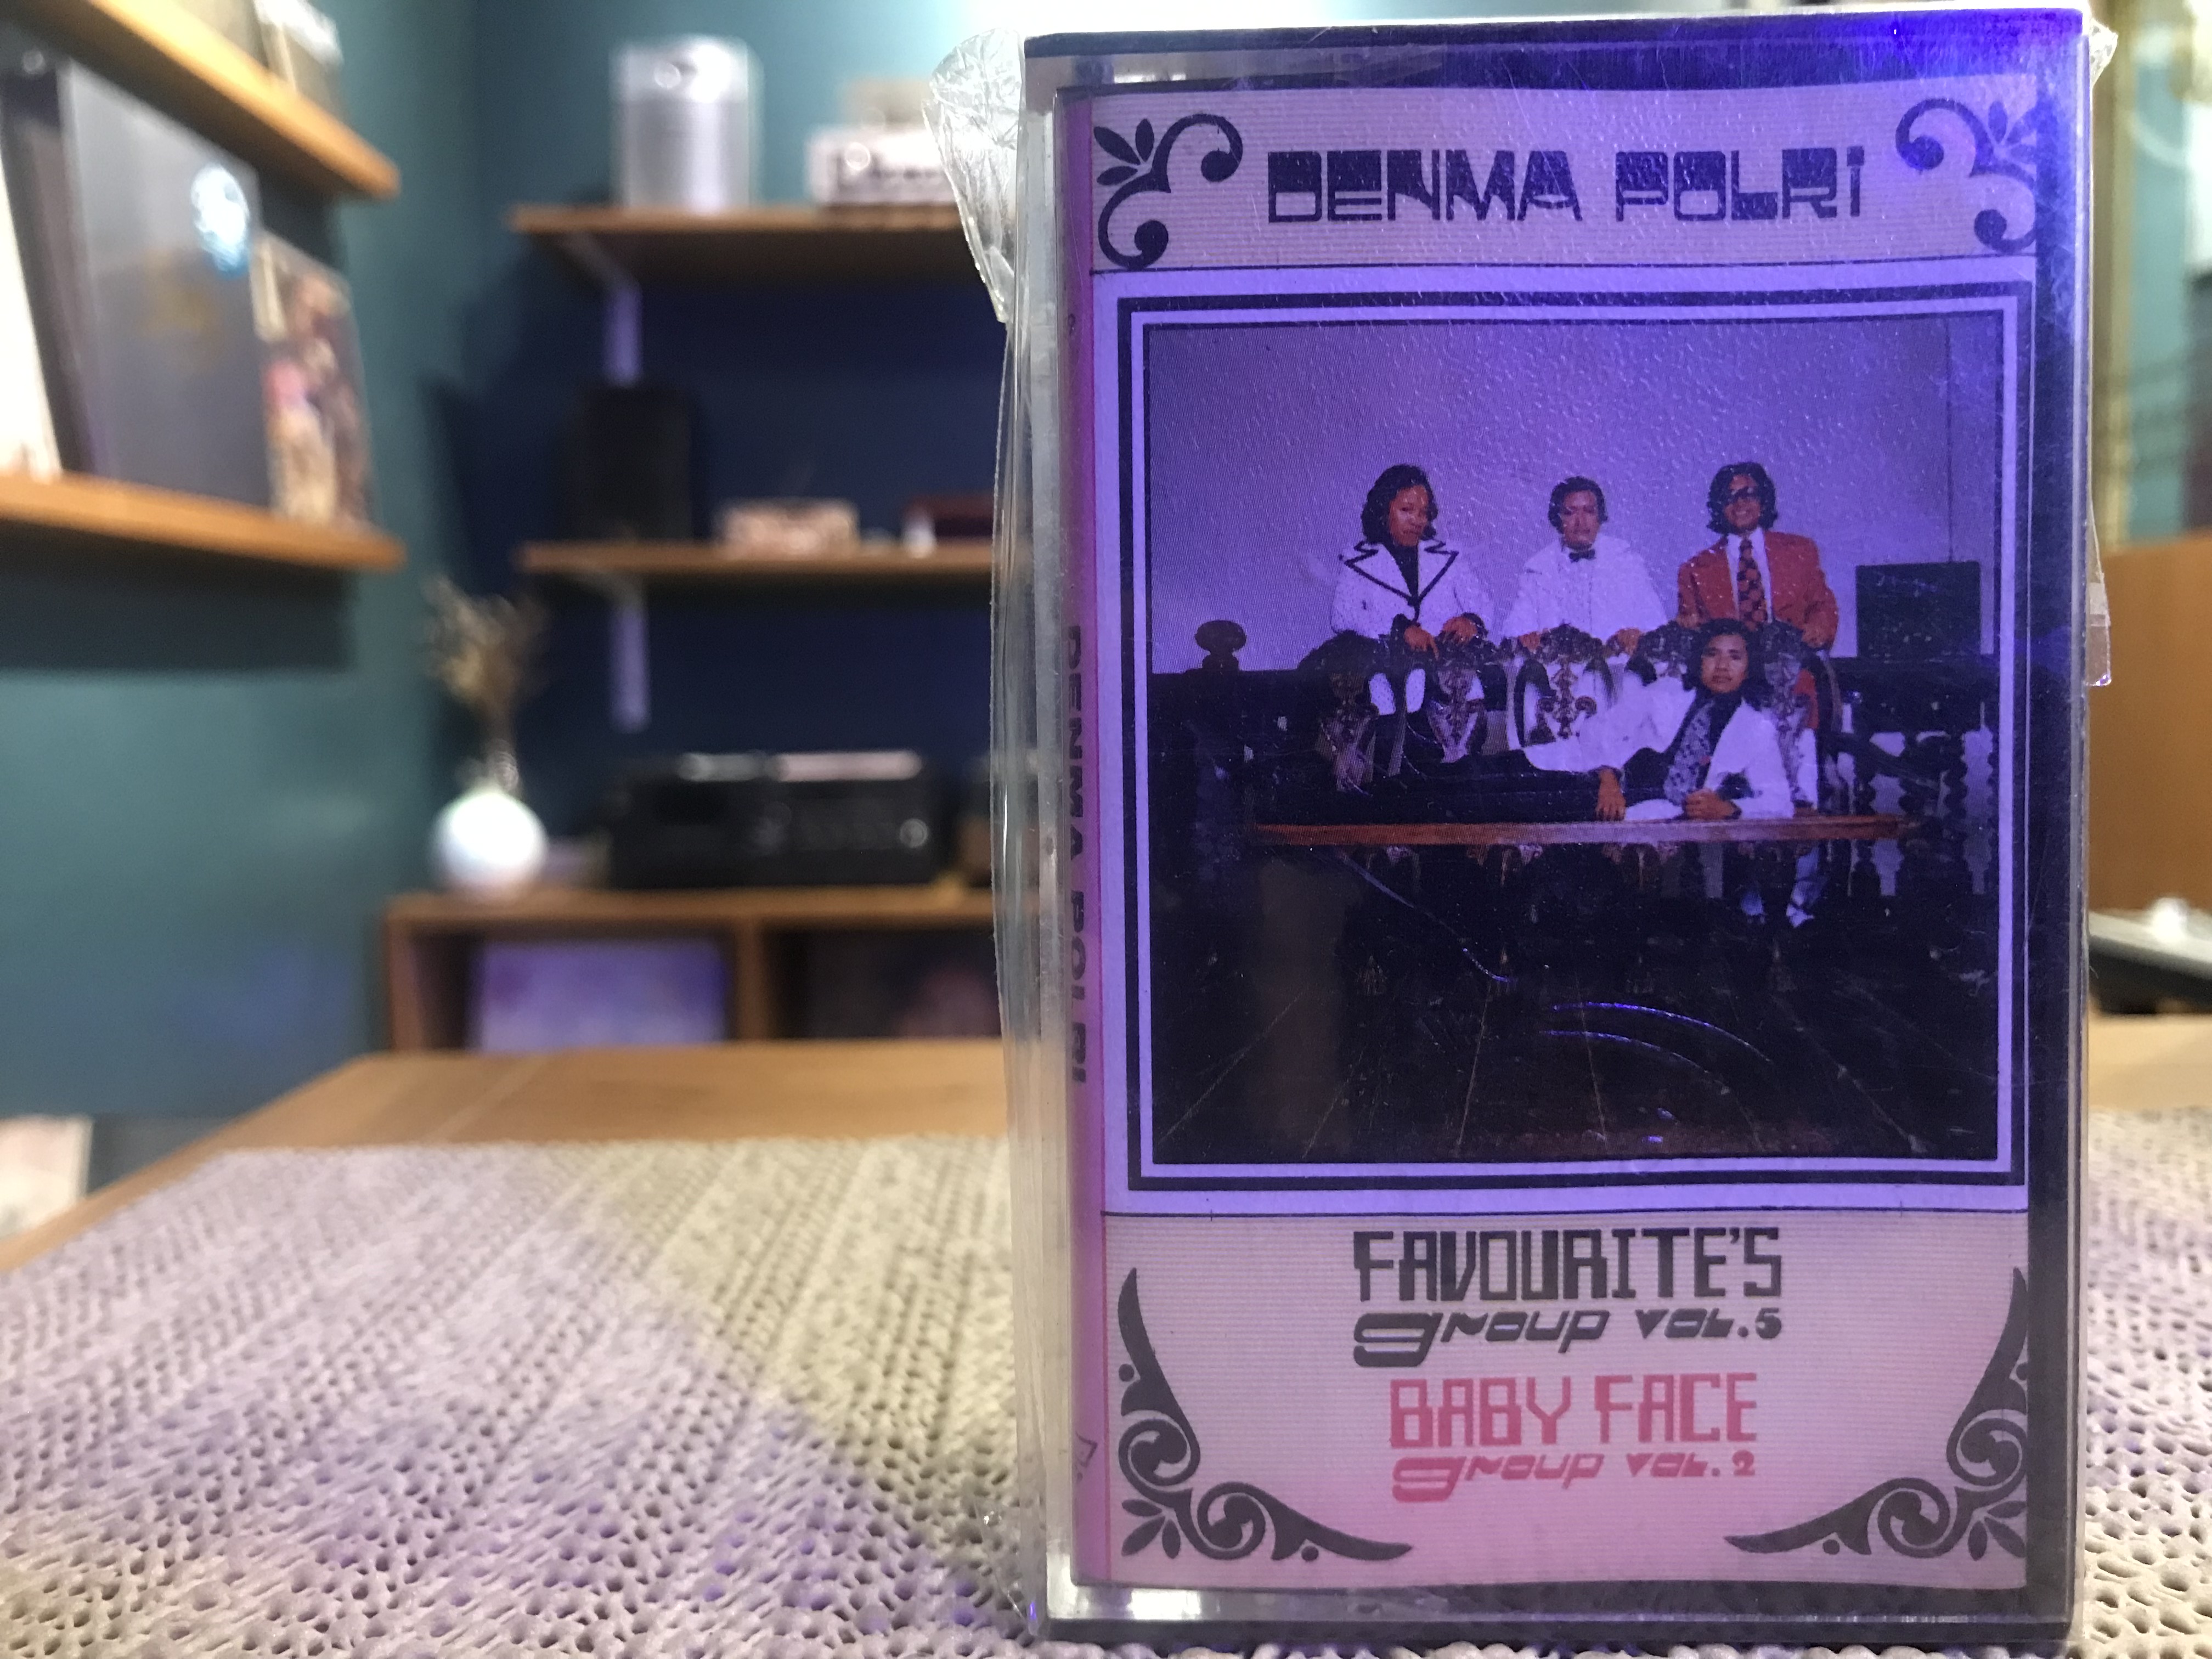 DENMA POLRI
FAVOURITE'S
group VOL.5
BABY FACE
group VOL. 2
DENMA POLRI